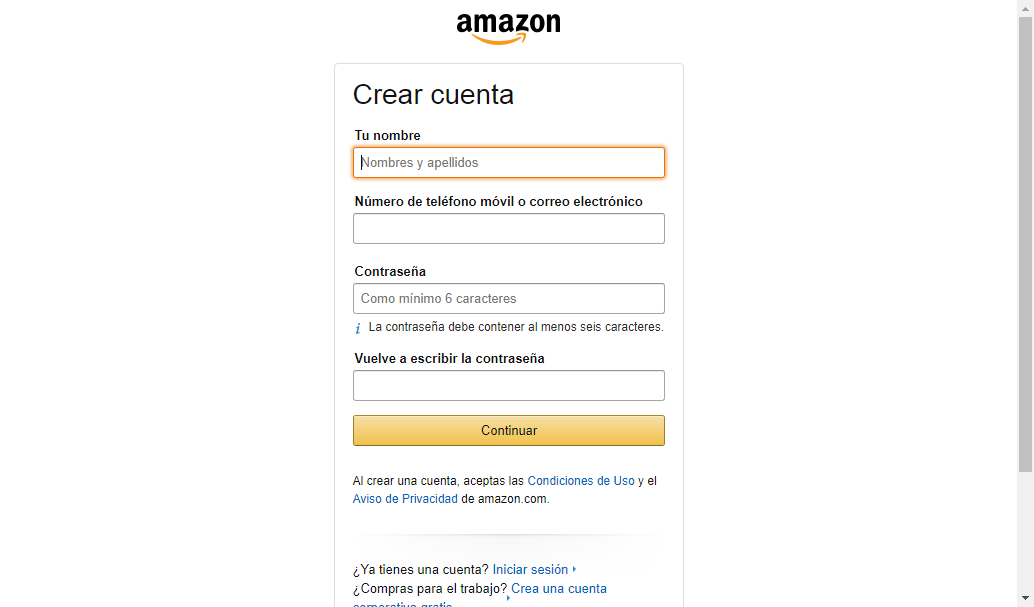 amazon
Crear cuenta
Tu nombre
Nombres y apellidos
Número de teléfono móvil o correo electrónico
Contraseña
Como mínimo 6 caracteres
i La contraseña debe contener al menos seis caracteres.
Vuelve a escribir la contraseña
Continuar
Al crear una cuenta, aceptas las Condiciones de Uso y el
Aviso de Privacidad de amazon.com.
¿Ya tienes una cuenta? Iniciar sesión
¿Compras para el trabajo? Crea una cuenta
corporativa gratis